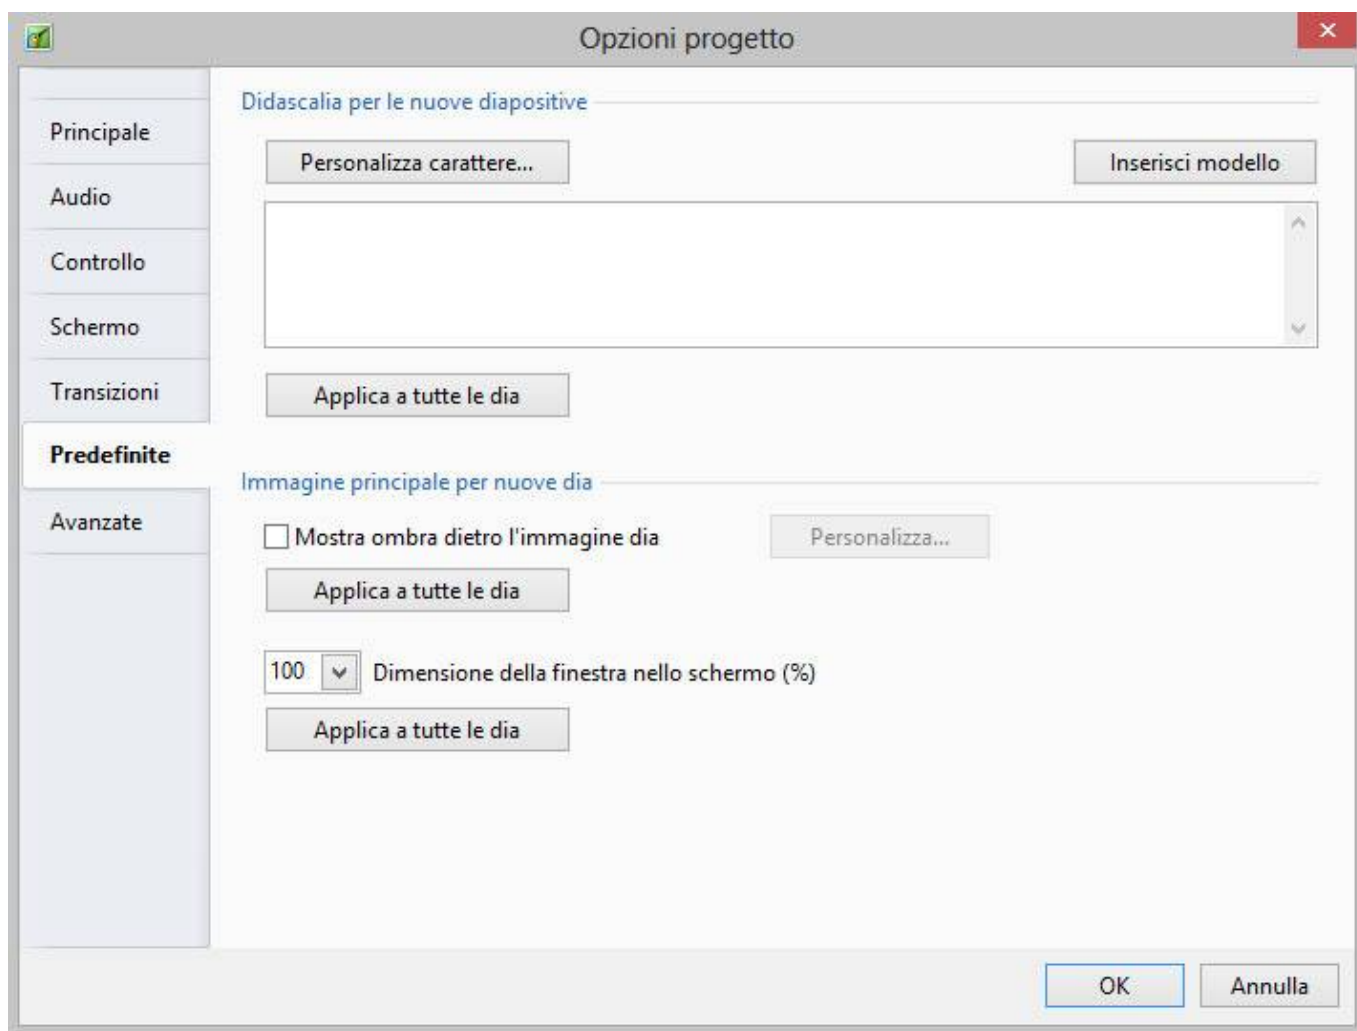 Opzioni progetto
Principale
Audio
Controllo
Schermo
Transizioni
Predefinite
Avanzate
Didascalia per le nuove diapositive
Personalizza carattere...
Inserisci modello
Applica a tutte le dia
Immagine principale per nuove dia
Mostra ombra dietro l'immagine dia
Personalizza...
Applica a tutte le dia
100
Dimensione della finestra nello schermo (%)
Applica a tutte le dia
OK
Annulla